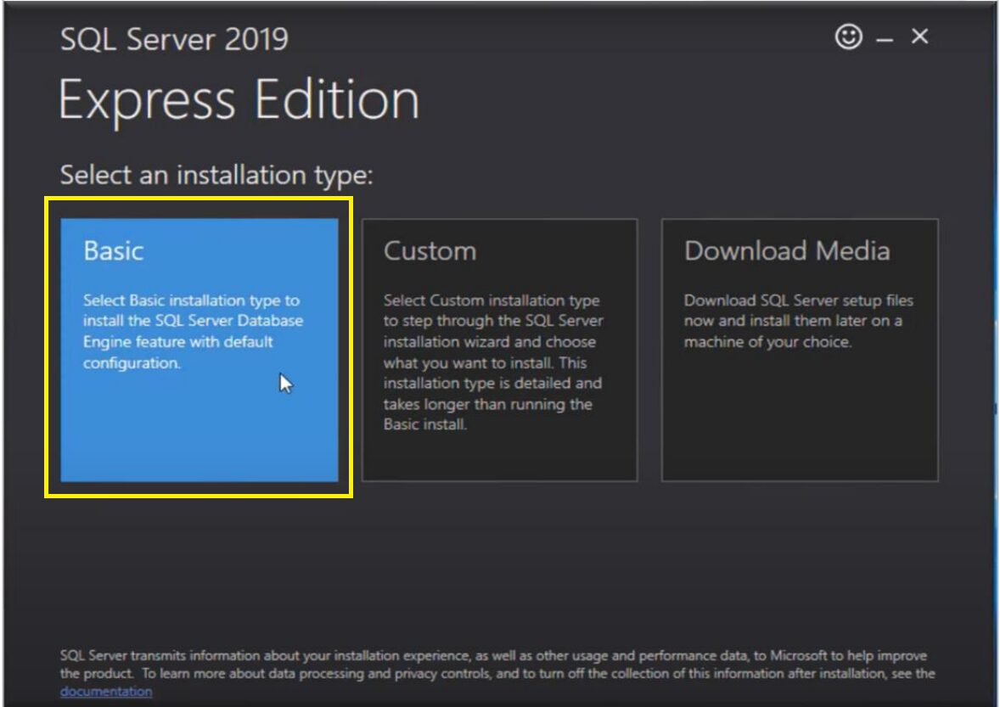 SQL Server 2019
Express Edition
Select an installation type:
Basic
Select Basic installation type to
install the SQL Server Database
Engine feature with default
configuration.
Custom
Select Custom installation type
to step through the SQL Server
installation wizard and choose
what you want to install. This
installation type is detailed and
takes longer than running the
Basic install.
Download Media
Download SQL Server setup files
now and install them later on a
machine of your choice.
SQL Server transmits information about your installation experience, as well as other usage and performance data, to Microsoft to help improve
the product.  To learn more about data processing and privacy controls, and to turn off the collection of this information after installation, see the
documentation